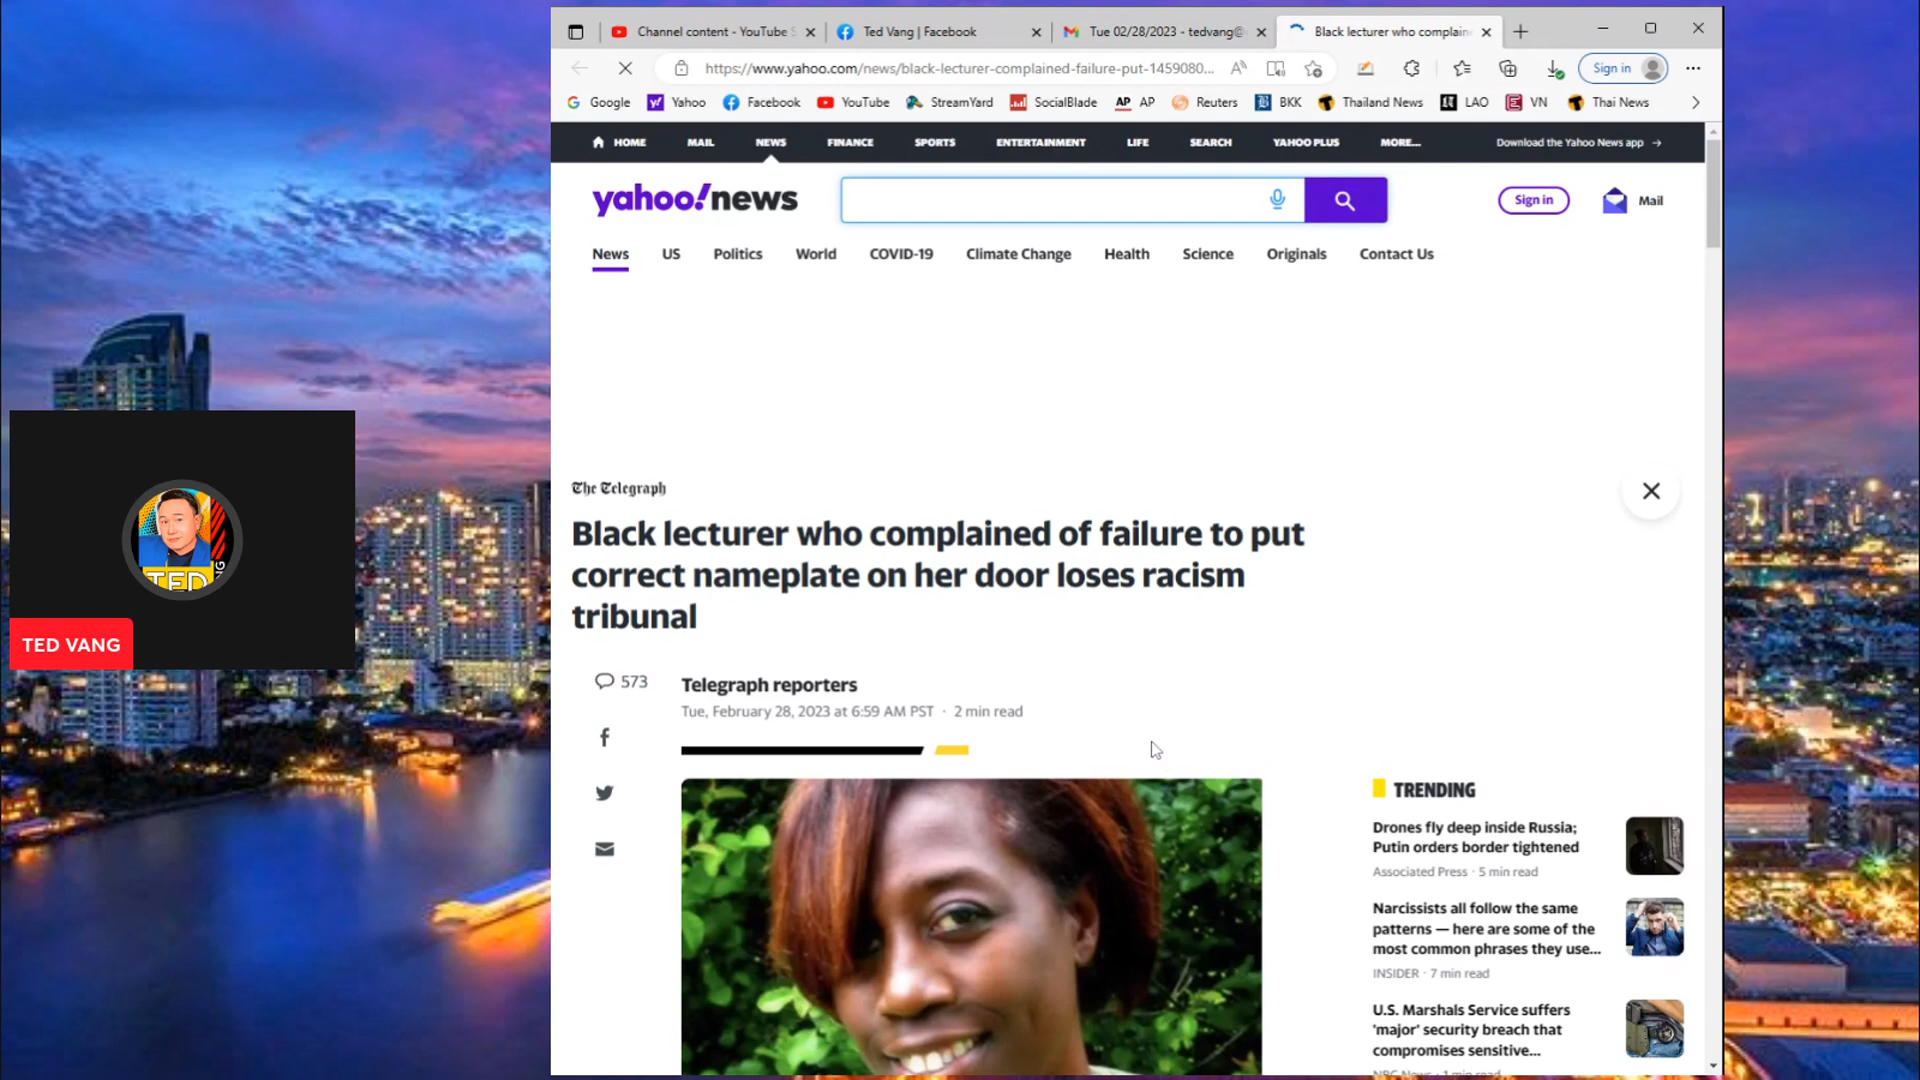 Channel content - YouTube S
Ted Vang | Facebook
Tue 02/28/2023 - tedvang@
Black lecturer who complain
https://www.yahoo.com/news/black-lecturer-complained-failure-put-1459080...
Sign in
Google Yahoo Facebook YouTube StreamYard SocialBlade AP AP Reuters BKK Thailand News LAO VN Thai News
HOME MAIL NEWS FINANCE SPORTS ENTERTAINMENT LIFE SEARCH YAHOO PLUS MORE... Download the Yahoo News app →
yahoo!news
Sign in
Mail
News US Politics World COVID-19 Climate Change Health Science Originals Contact Us
The Telegraph
Black lecturer who complained of failure to put
correct nameplate on her door loses racism
tribunal
573
Telegraph reporters
Tue, February 28, 2023 at 6:59 AM PST · 2 min read
TRENDING
Drones fly deep inside Russia;
Putin orders border tightened
Associated Press · 5 min read
Narcissists all follow the same
patterns — here are some of the
most common phrases they use...
INSIDER · 7 min read
U.S. Marshals Service suffers
'major' security breach that
compromises sensitive...
NBC News · 1 min read
TED
TED VANG